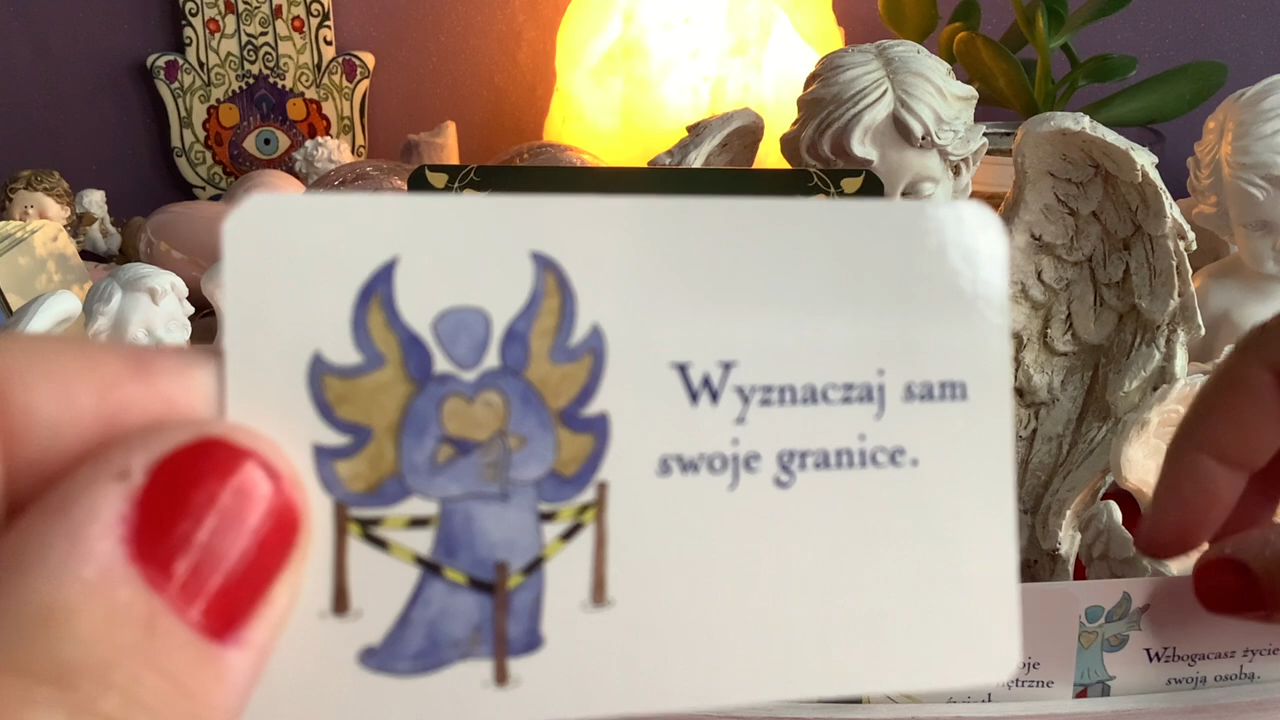 Wyznaczaj sam
swoje granice.
Wzbogacasz życie
swoją osobą.